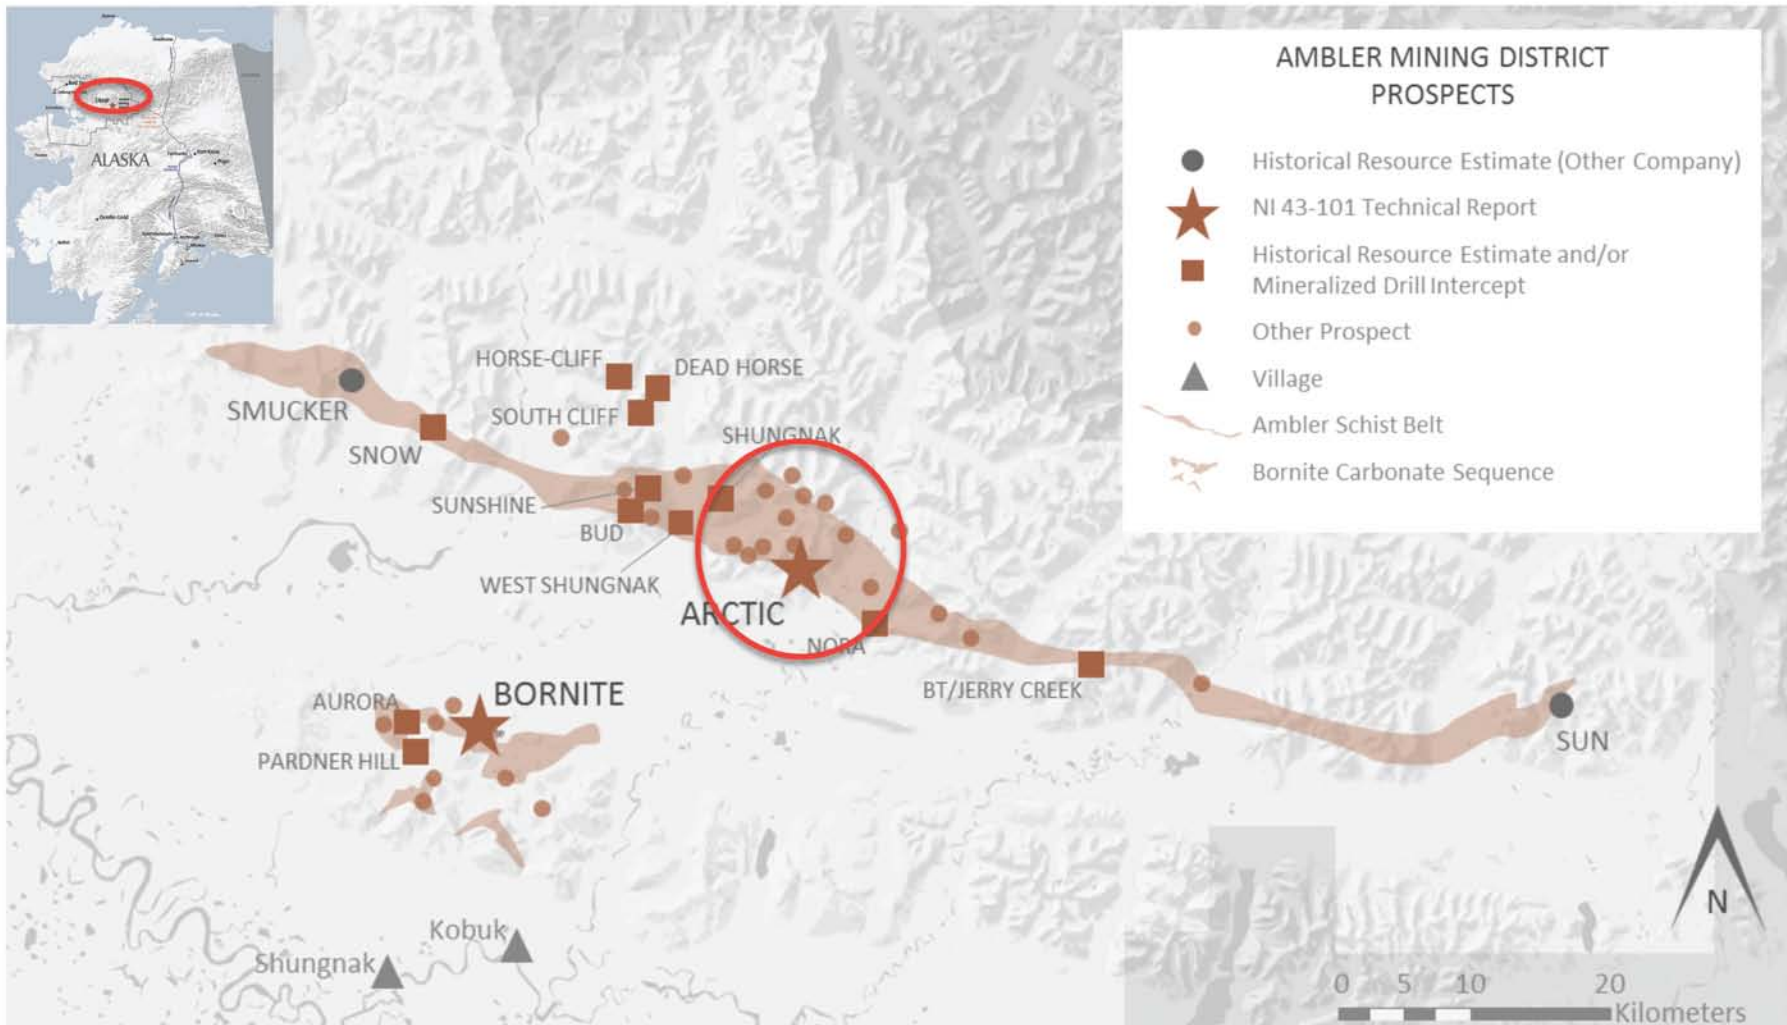 ALASKA
AMBLER MINING DISTRICT
PROSPECTS
Historical Resource Estimate (Other Company)
NI 43-101 Technical Report
Historical Resource Estimate and/or
Mineralized Drill Intercept
Other Prospect
Village
Ambler Schist Belt
Bornite Carbonate Sequence
HORSE-CLIFF
DEAD HORSE
SMUCKER
SOUTH CLIFF
SHUNGNAK
SNOW
SUNSHINE
BUD
WEST SHUNGNAK
ARCTIC
NORA
BT/JERRY CREEK
AURORA
BORNITE
SUN
PARDNER HILL
Kobuk
Shungnak
N
0 5 10 20
Kilometers